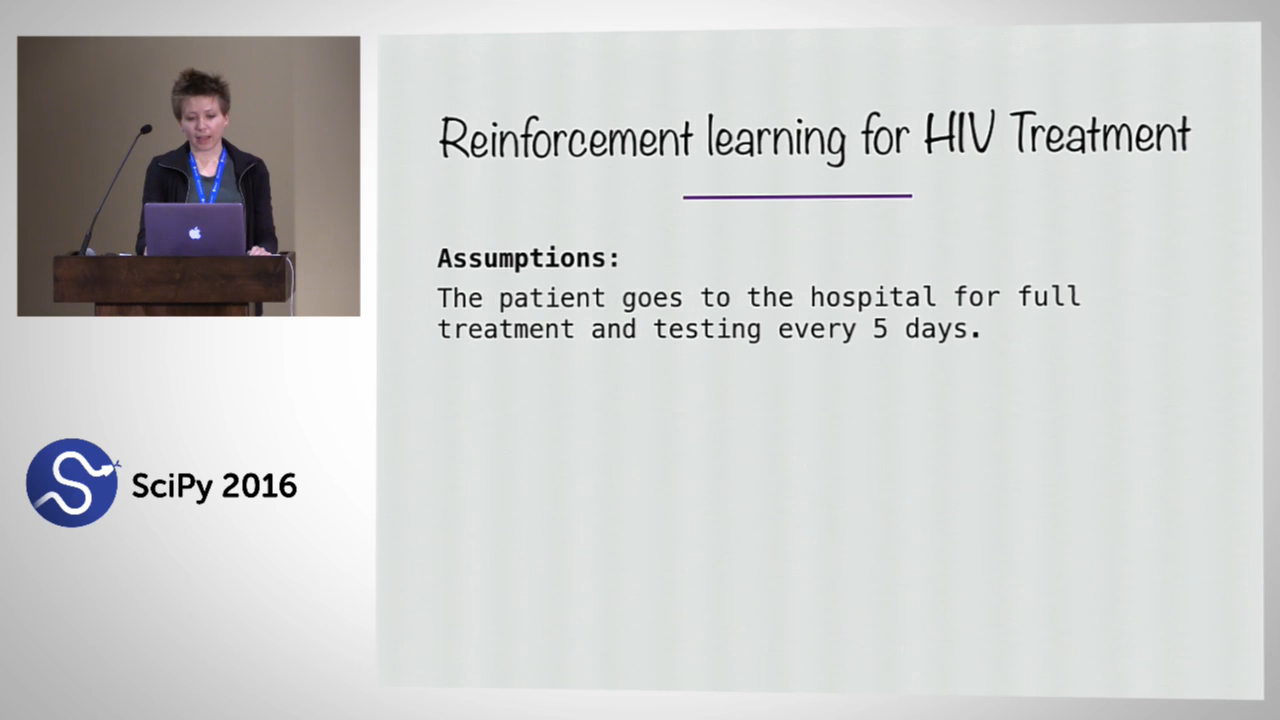 Reinforcement learning for HIV Treatment
Assumptions:
The patient goes to the hospital for full
treatment and testing every 5 days.
SciPy 2016